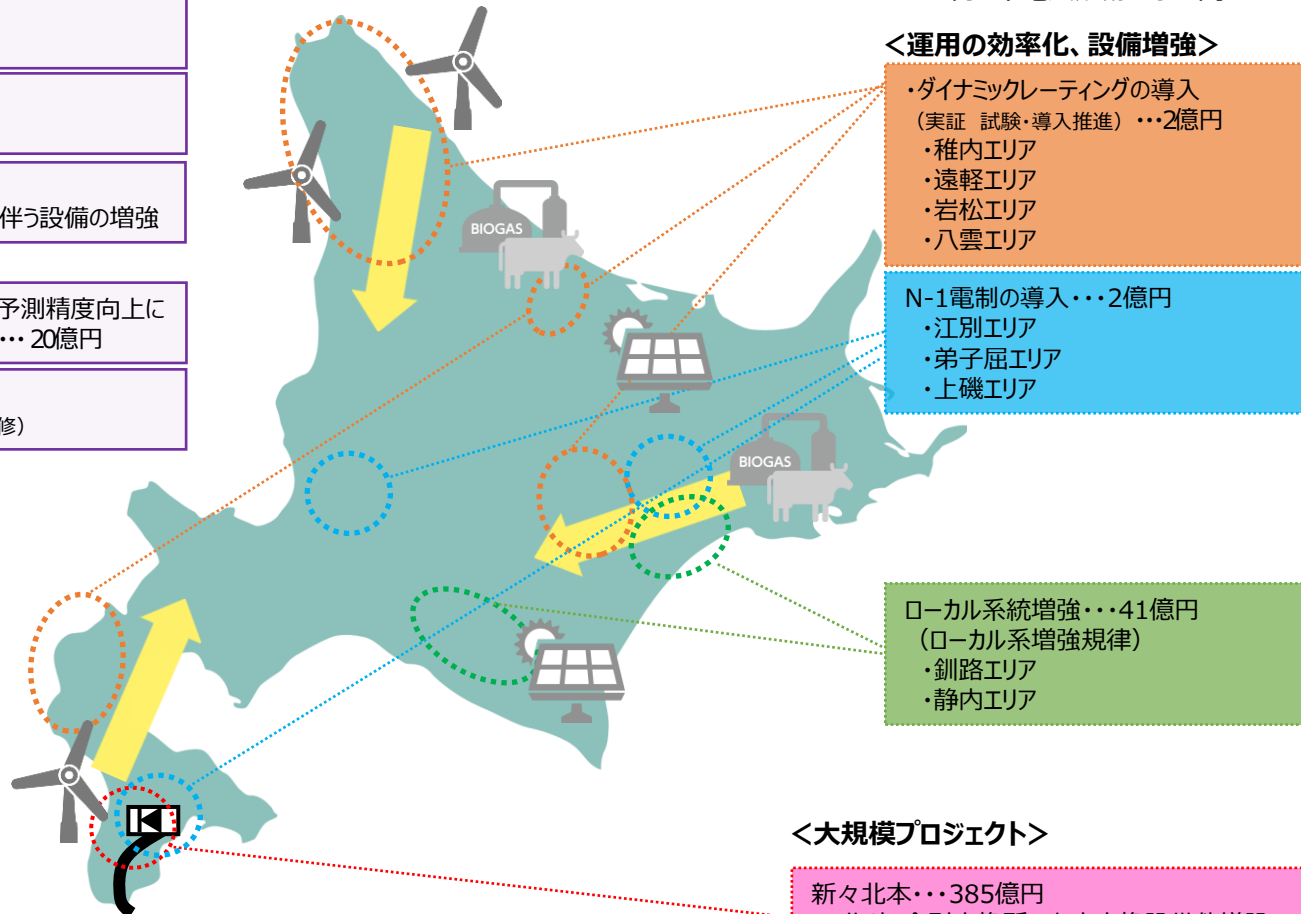 <運用の効率化、設備増強>
・ダイナミックレーティングの導入
（実証 試験・導入推進）・・・2億円
・稚内エリア
・遠軽エリア
・岩松エリア
・八雲エリア
N-1電制の導入・・・2億円
・江別エリア
・弟子屈エリア
・上磯エリア
ローカル系統増強・・・41億円
（ローカル系増強規律）
・釧路エリア
・静内エリア
<大規模プロジェクト>
新々北本・・・385億円
伴う設備の増強
予測精度向上に
・・・20億円
修）
BIOGAS
BIOGAS